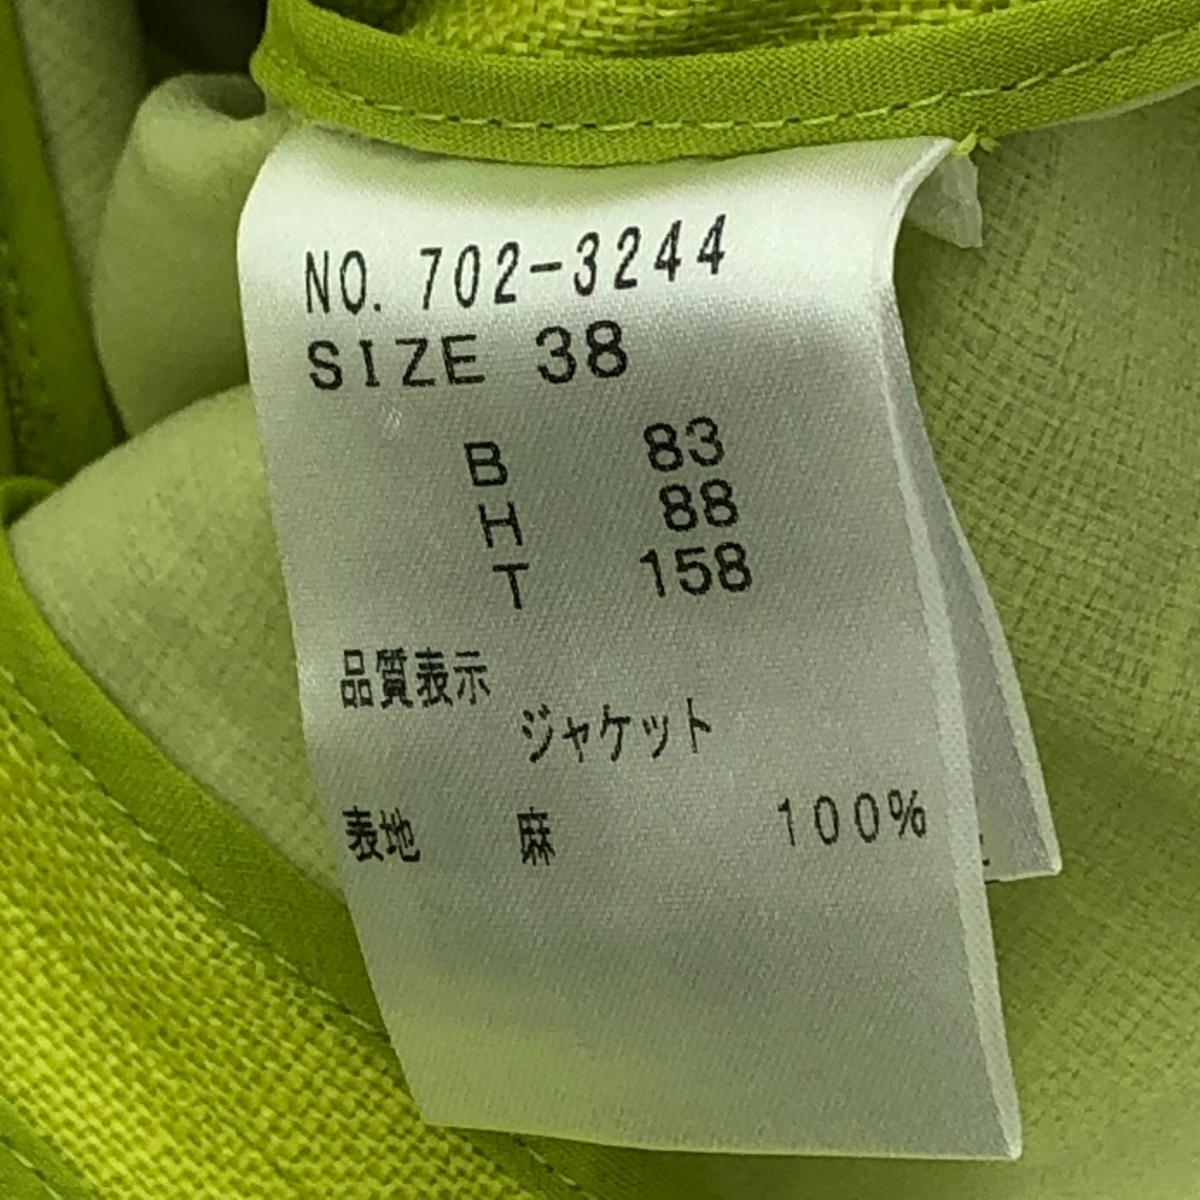 NO. 702-3244
SIZE 38
B 83
H 88
T 158
品質表示
ジャケット
表地 麻 100%